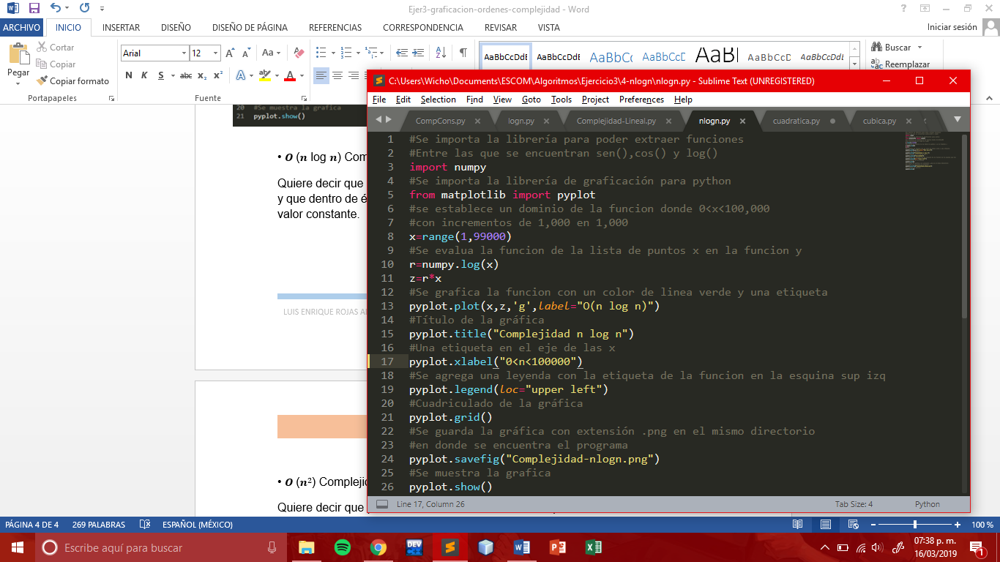 Ejer3-graficacion-ordenes-complejidad - Word
ARCHIVO INICIO INSERTAR DISEÑO DISEÑO DE PÁGINA REFERENCIAS CORRESPONDENCIA REVISAR VISTA Iniciar sesión
Pegar
Cortar
Copiar
Copiar formato
Portapapeles
Arial 12
N K S abc x₂ x²
Fuente
AaBbCcDdE AaBbCcDdE AaBbCc AaBbCcD AaBl AaBbCcD AaBbCcDd
Buscar
Reemplazar
20 #Se muestra la grafica
21 pyplot.show()
• O (n log n) Com
Quiere decir que
y que dentro de é
valor constante.
LUIS ENRIQUE ROJAS
• O (n²) Complejid
Quiere decir que
C:\Users\Wicho\Documents\ESCOM\Algoritmos\Ejercicio3\4-nlogn\nlogn.py - Sublime Text (UNREGISTERED)
File Edit Selection Find View Goto Tools Project Preferences Help
CompCons.py logn.py Complejidad-Lineal.py nlogn.py cuadratica.py cubica.py
1 #Se importa la librería para poder extraer funciones
2 #Entre las que se encuentran sen(),cos() y log()
3 import numpy
4 #Se importa la librería de graficación para python
5 from matplotlib import pyplot
6 #se establece un dominio de la funcion donde 0<x<100,000
7 #con incrementos de 1,000 en 1,000
8 x=range(1,99000)
9 #Se evalua la funcion de la lista de puntos x en la funcion y
10 r=numpy.log(x)
11 z=r*x
12 #Se grafica la funcion con un color de linea verde y una etiqueta
13 pyplot.plot(x,z,'g',label="O(n log n)")
14 #Título de la gráfica
15 pyplot.title("Complejidad n log n")
16 #Una etiqueta en el eje de las x
17 pyplot.xlabel("0<n<100000")
18 #Se agrega una leyenda con la etiqueta de la funcion en la esquina sup izq
19 pyplot.legend(loc="upper left")
20 #Cuadriculado de la gráfica
21 pyplot.grid()
22 #Se guarda la gráfica con extensión .png en el mismo directorio
23 #en donde se encuentra el programa
24 pyplot.savefig("Complejidad-nlogn.png")
25 #Se muestra la grafica
26 pyplot.show()
Line 17, Column 26 Tab Size: 4 Python
PÁGINA 4 DE 4 269 PALABRAS ESPAÑOL (MÉXICO) 100 %
Escribe aquí para buscar
07:38 p. m.
16/03/2019